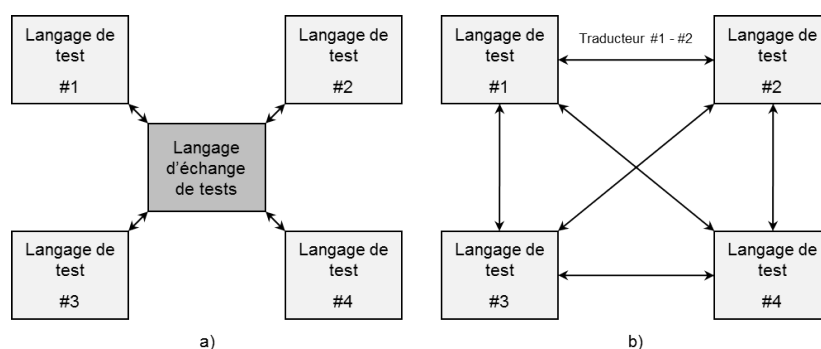 Langage de
test
#1
Langage de
test
#2
Langage
d'échange
de tests
Langage de
test
#3
Langage de
test
#4
a)
Langage de
test
#1
Traducteur #1 - #2
Langage de
test
#2
Langage de
test
#3
Langage de
test
#4
b)